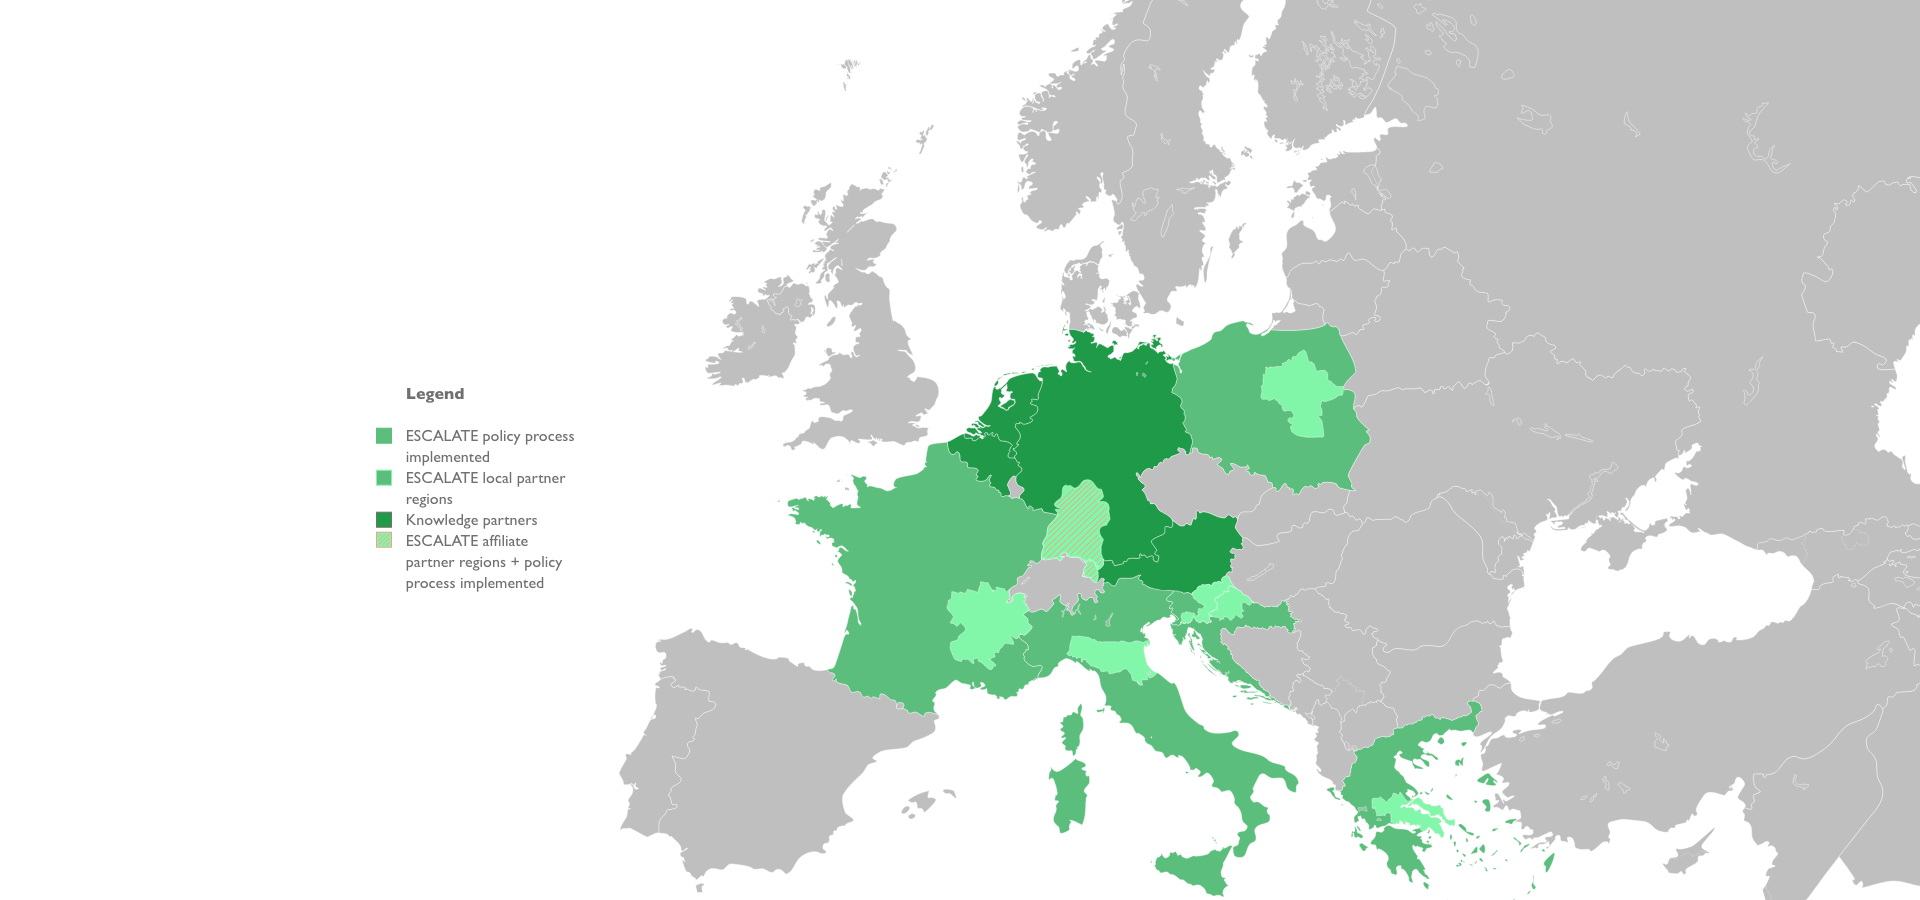 Legend
ESCALATE policy process
implemented
ESCALATE local partner
regions
Knowledge partners
ESCALATE affiliate
partner regions + policy
process implemented